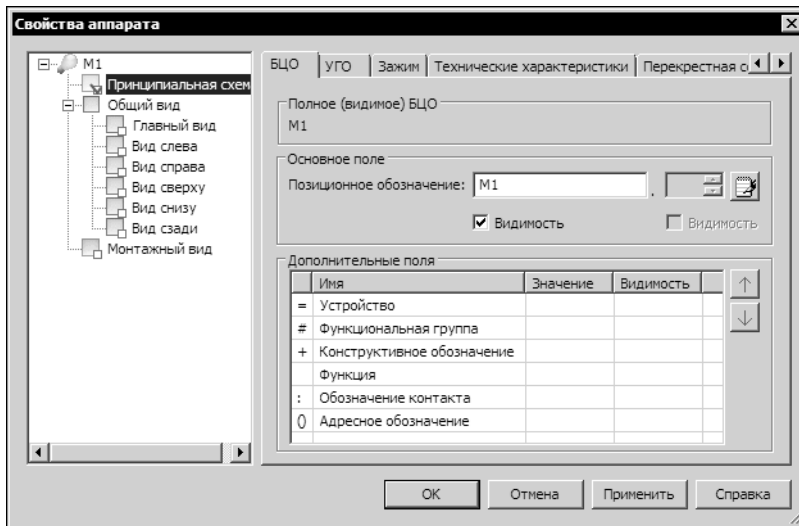 Свойства аппарата
M1
Принципиальная схем
Общий вид
Главный вид
Вид слева
Вид справа
Вид сверху
Вид снизу
Вид сзади
Монтажный вид
БЦО УГО Зажим Технические характеристики Перекрестная с
Полное (видимое) БЦО
M1
Основное поле
Позиционное обозначение: M1 .
Видимость Видимость
Дополнительные поля
Имя Значение Видимость
= Устройство
# Функциональная группа
+ Конструктивное обозначение
Функция
: Обозначение контакта
() Адресное обозначение
OK Отмена Применить Справка